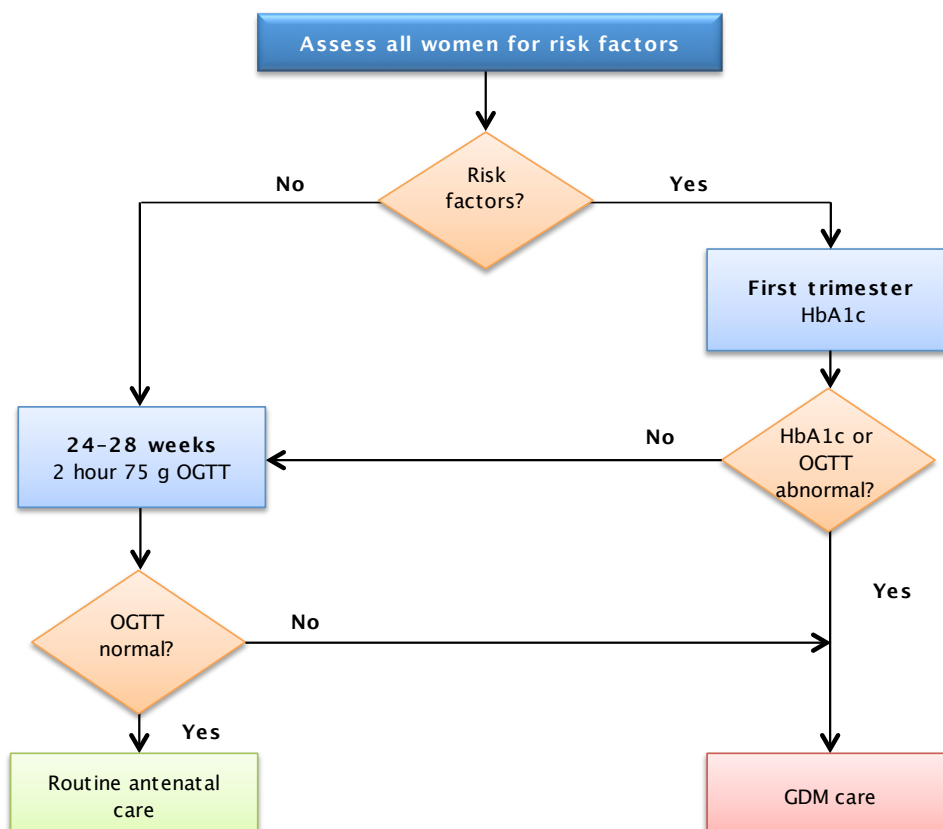 Assess all women for risk factors
Risk
factors?
No
Yes
First trimester
HbA1c
24–28 weeks
2 hour 75 g OGTT
No
HbA1c or
OGTT
abnormal?
Yes
OGTT
normal?
No
Yes
Routine antenatal
care
GDM care